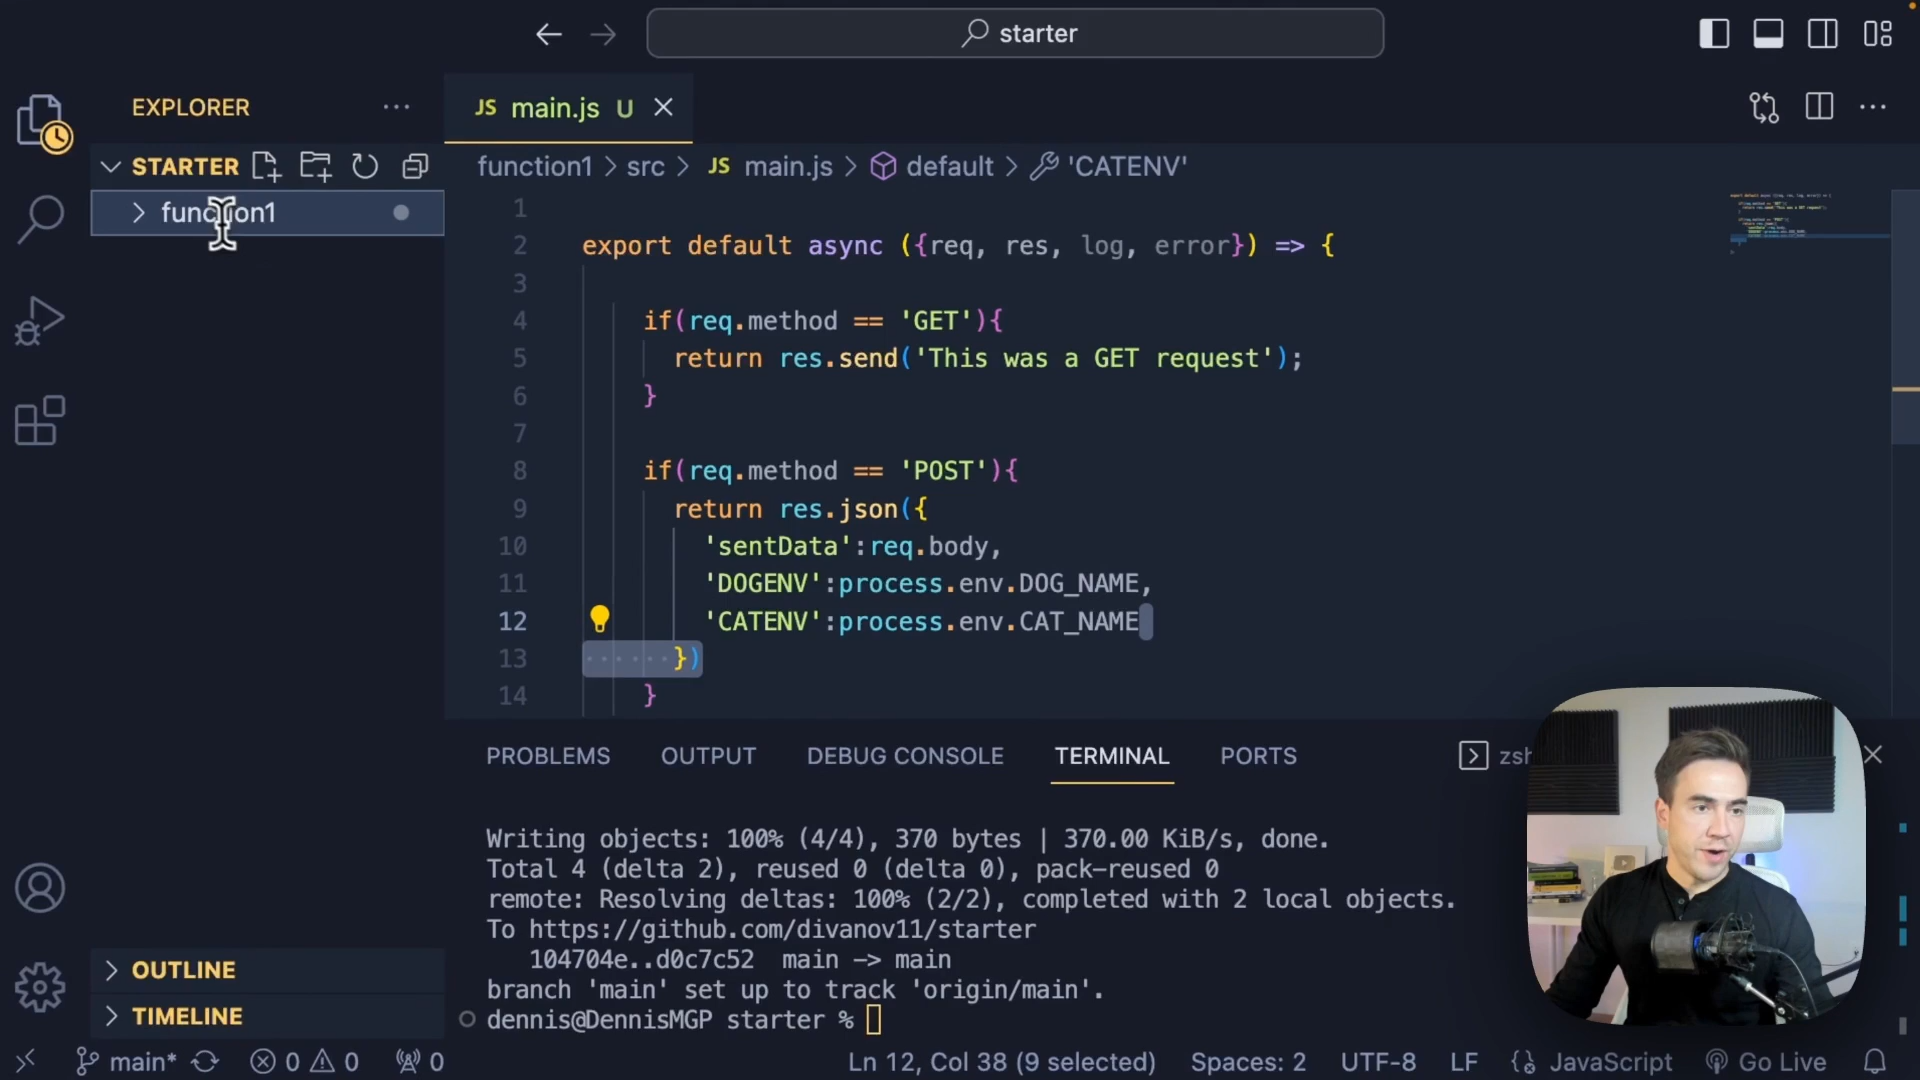 starter
EXPLORER
STARTER
function1
JS main.js U
function1 > src > JS main.js > default > 'CATENV'
1
2 export default async ({req, res, log, error}) => {
3
4 if(req.method == 'GET'){
5 return res.send('This was a GET request');
6 }
7
8 if(req.method == 'POST'){
9 return res.json({
10 'sentData':req.body,
11 'DOGENV':process.env.DOG_NAME,
12 'CATENV':process.env.CAT_NAME
13 })
14 }
PROBLEMS OUTPUT DEBUG CONSOLE TERMINAL PORTS zsh
Writing objects: 100% (4/4), 370 bytes | 370.00 KiB/s, done.
Total 4 (delta 2), reused 0 (delta 0), pack-reused 0
remote: Resolving deltas: 100% (2/2), completed with 2 local objects.
To https://github.com/divanov11/starter
104704e..d0c7c52 main -> main
branch 'main' set up to track 'origin/main'.
dennis@DennisMGP starter %
OUTLINE
TIMELINE
main* 0 0 0 Ln 12, Col 38 (9 selected) Spaces: 2 UTF-8 LF JavaScript Go Live